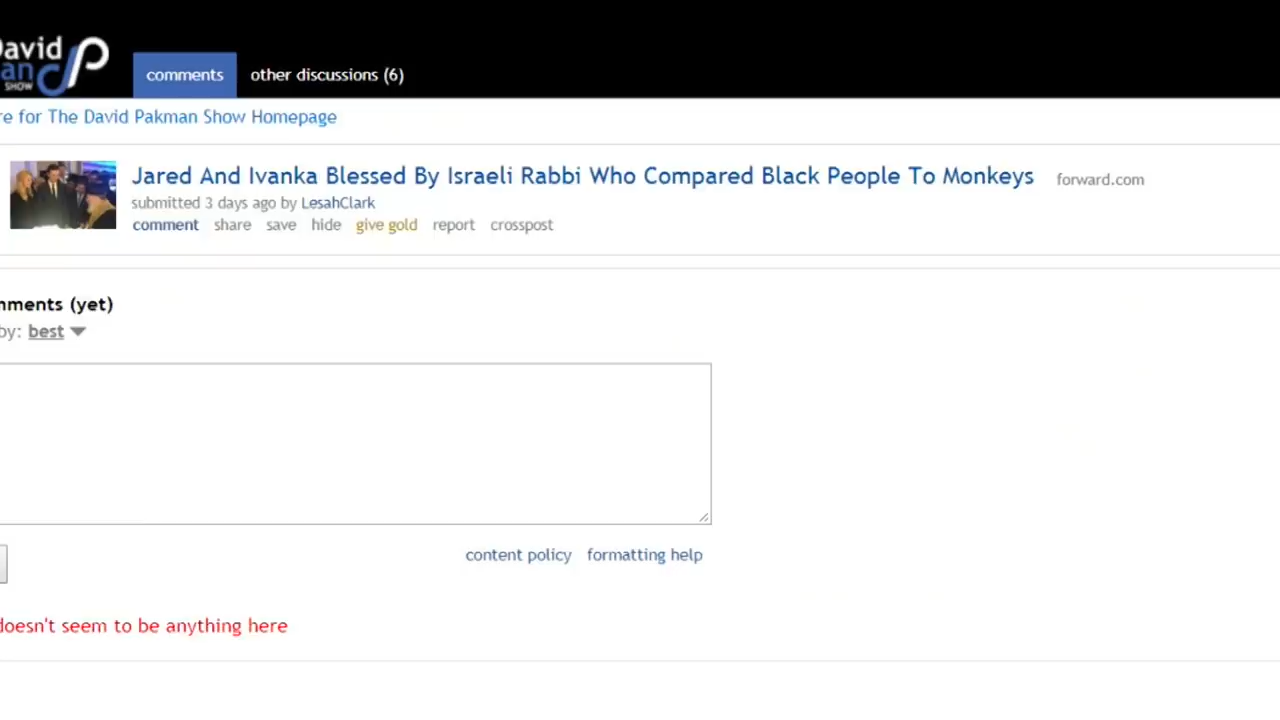 David
an
SHOW
comments
other discussions (6)
re for The David Pakman Show Homepage
Jared And Ivanka Blessed By Israeli Rabbi Who Compared Black People To Monkeys forward.com
submitted 3 days ago by LesahClark
comment share save hide give gold report crosspost
mments (yet)
by: best
content policy formatting help
doesn't seem to be anything here